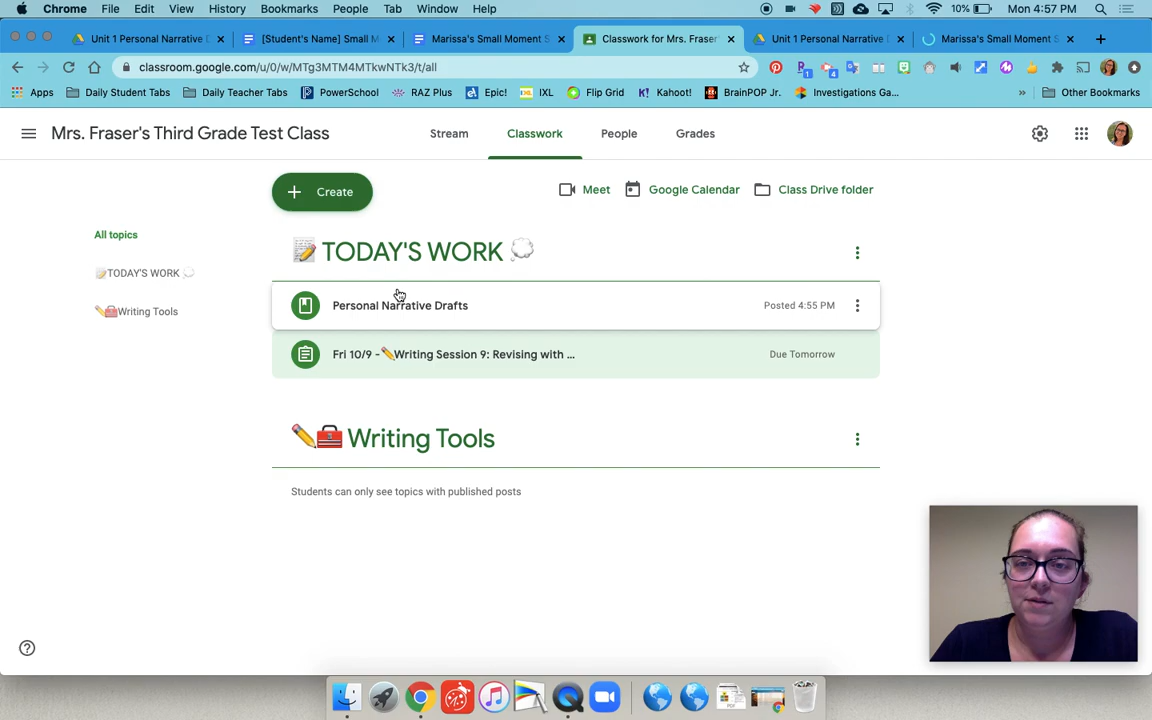 Chrome File Edit View History Bookmarks People Tab Window Help 10% Mon 4:57 PM
Unit 1 Personal Narrative [Student's Name] Small M Marissa's Small Moment S Classwork for Mrs. Fraser' Unit 1 Personal Narrative Marissa's Small Moment S
classroom.google.com/u/0/w/MTg3MTM4MTkwNTk3/t/all
Apps Daily Student Tabs Daily Teacher Tabs PowerSchool RAZ Plus Epic! IXL Flip Grid Kahoot! BrainPOP Jr. Investigations Ga... » Other Bookmarks
Mrs. Fraser's Third Grade Test Class Stream Classwork People Grades
+ Create Meet Google Calendar Class Drive folder
All topics
TODAY'S WORK
Writing Tools
📝 TODAY'S WORK 💭
Personal Narrative Drafts Posted 4:55 PM
Fri 10/9 - ✏️Writing Session 9: Revising with ... Due Tomorrow
✏️🧰 Writing Tools
Students can only see topics with published posts